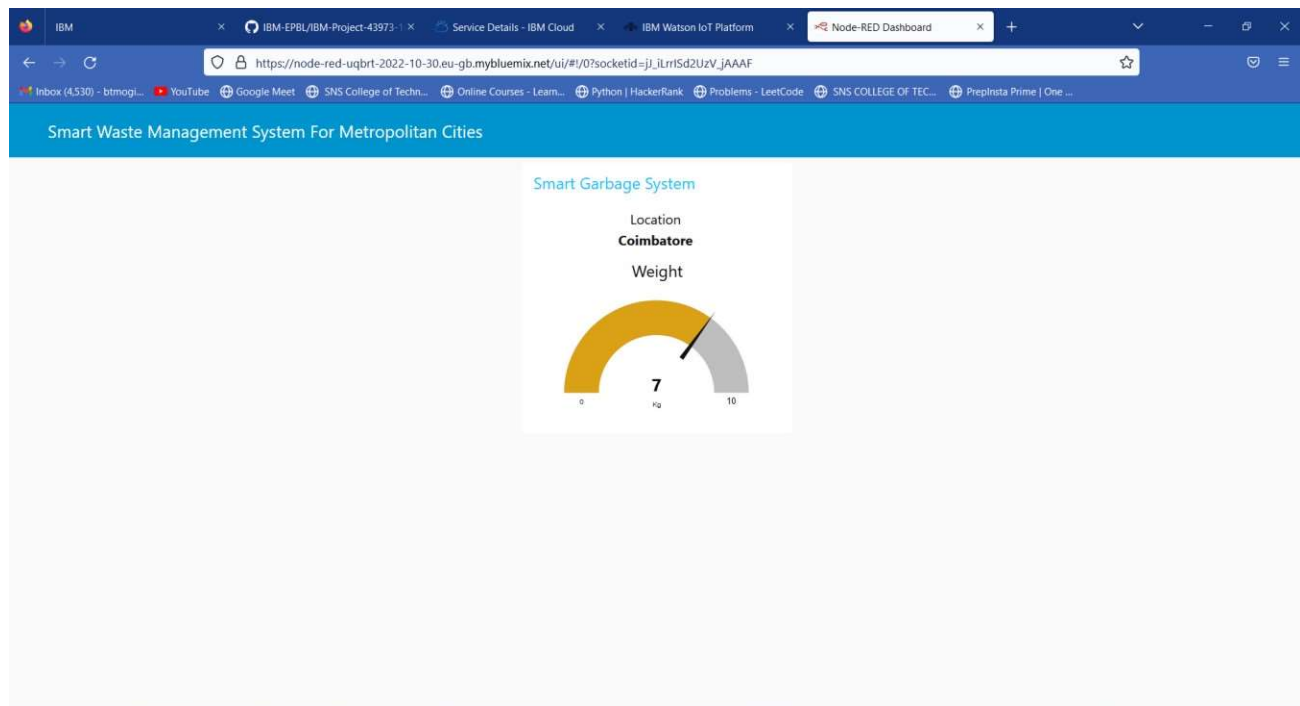 IBM
IBM-EPBL/IBM-Project-43973-1
Service Details - IBM Cloud
IBM Watson IoT Platform
Node-RED Dashboard
https://node-red-uqbrt-2022-10-30.eu-gb.mybluemix.net/ui/#!/0?socketid=jJ_iLrrISd2UzV_jAAAF
Inbox (4,530) - btmogi...
YouTube
Google Meet
SNS College of Techn...
Online Courses - Learn...
Python | HackerRank
Problems - LeetCode
SNS COLLEGE OF TEC...
PrepInsta Prime | One ...
Smart Waste Management System For Metropolitan Cities
Smart Garbage System
Location
Coimbatore
Weight
7
0 Kg 10